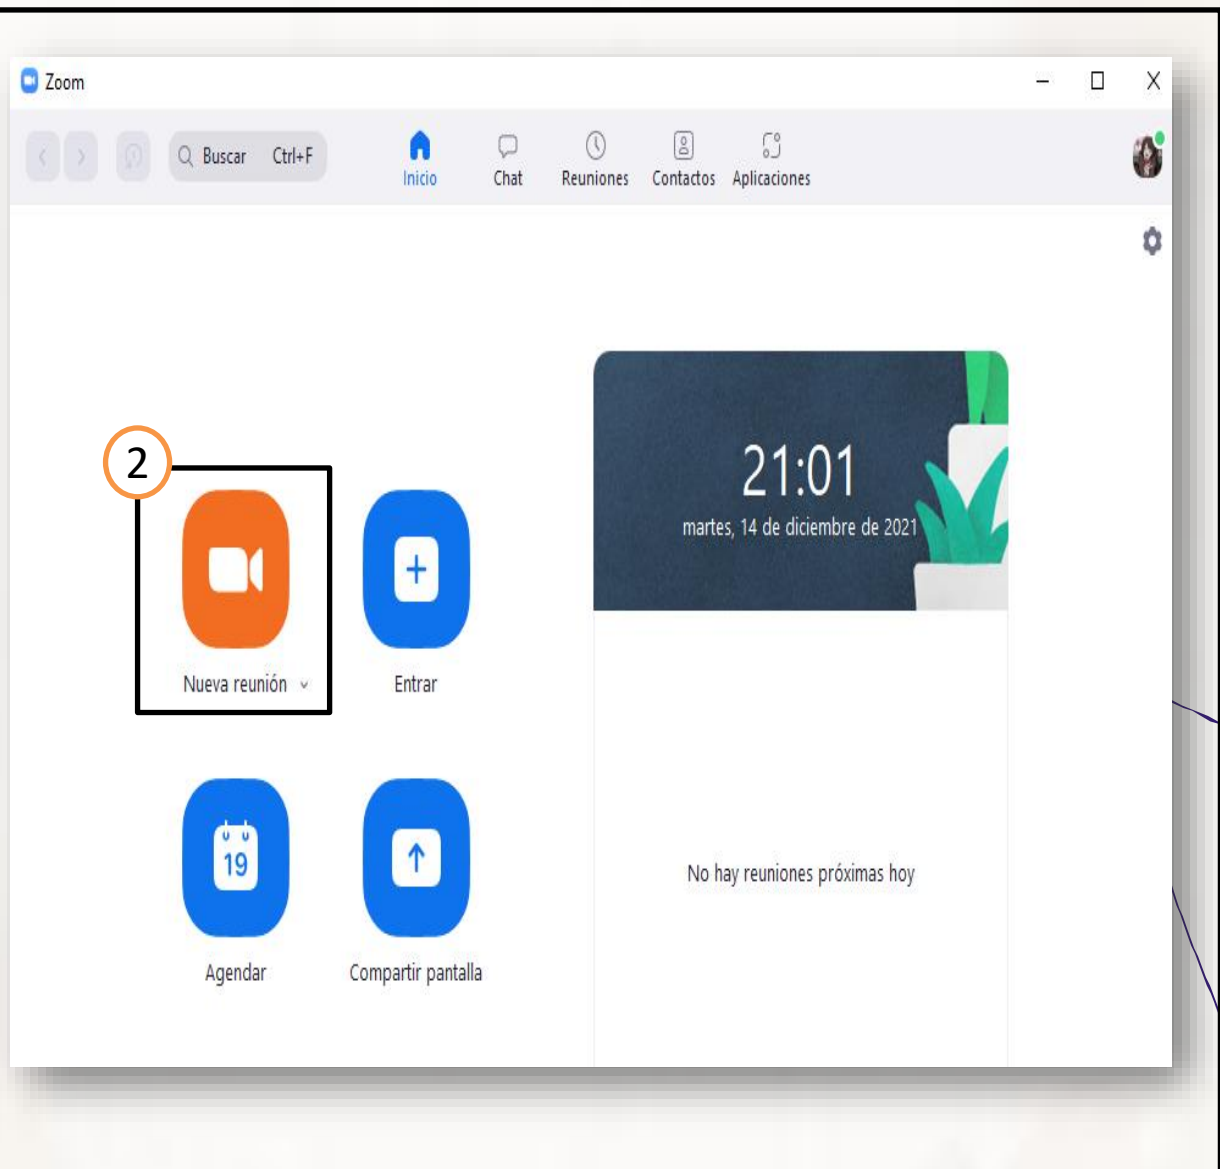 Zoom
Buscar Ctrl+F
Inicio
Chat
Reuniones
Contactos
Aplicaciones
21:01
martes, 14 de diciembre de 2021
2
Nueva reunión
Entrar
19
Agendar
Compartir pantalla
No hay reuniones próximas hoy